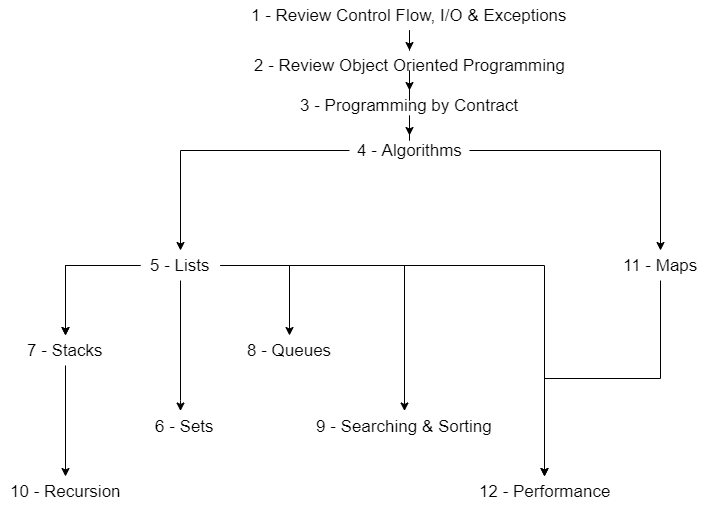 1 - Review Control Flow, I/O & Exceptions
2 - Review Object Oriented Programming
3 - Programming by Contract
4 - Algorithms
5 - Lists
11 - Maps
7 - Stacks
8 - Queues
6 - Sets
9 - Searching & Sorting
10 - Recursion
12 - Performance